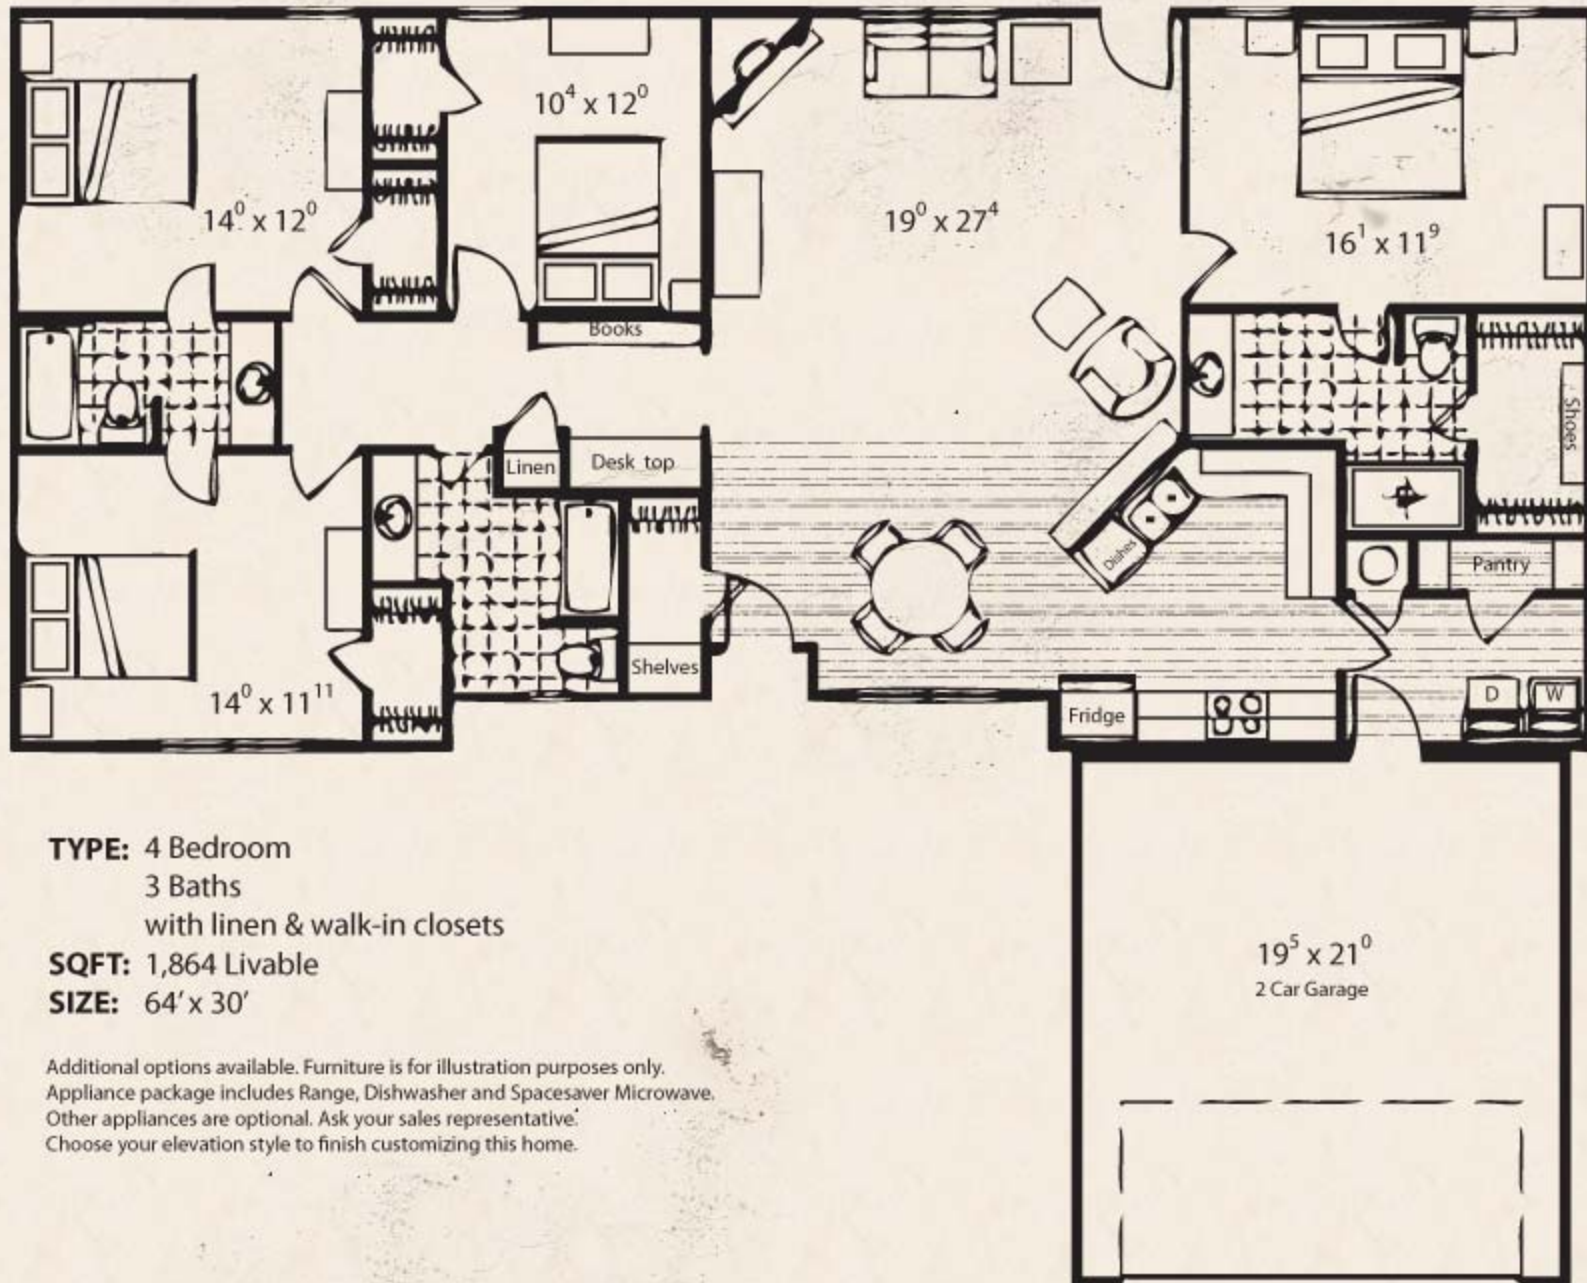 10⁴ x 12⁰
14⁰ x 12⁰
19⁰ x 27⁴
16¹ x 11⁹
Books
Shoes
Linen
Desk top
Dishes
Pantry
Shelves
14⁰ x 11¹¹
Fridge
D
W
TYPE: 4 Bedroom
3 Baths
with linen & walk-in closets
SQFT: 1,864 Livable
SIZE: 64' x 30'
19⁵ x 21⁰
2 Car Garage
Additional options available. Furniture is for illustration purposes only.
Appliance package includes Range, Dishwasher and Spacesaver Microwave.
Other appliances are optional. Ask your sales representative.
Choose your elevation style to finish customizing this home.